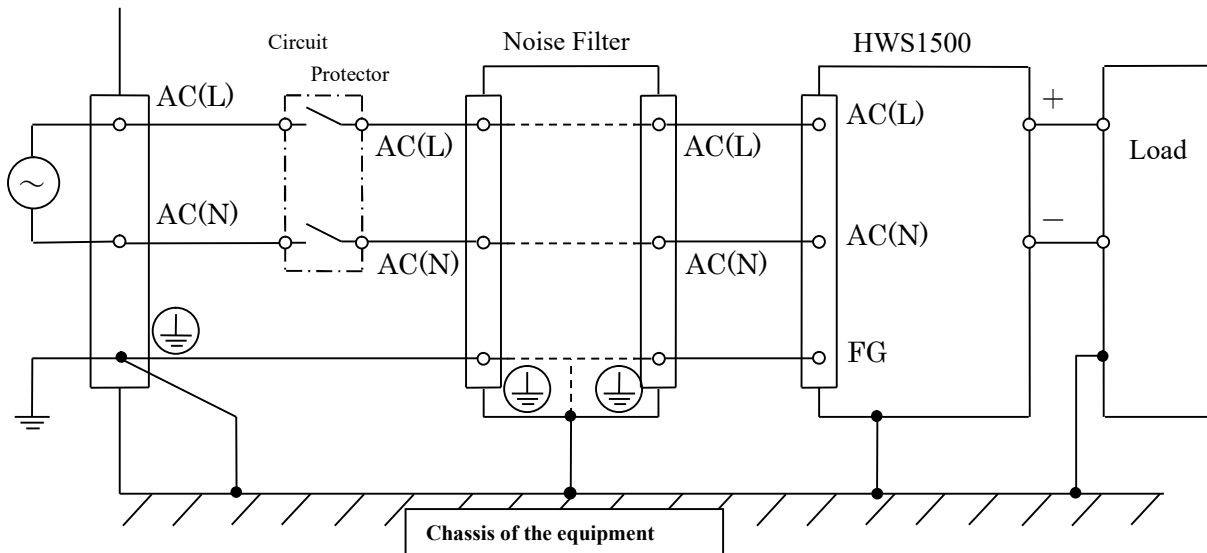 Circuit
Protector
Noise Filter
HWS1500
AC(L)
AC(L)
AC(L)
AC(L)
+
Load
AC(N)
AC(N)
AC(N)
AC(N)
−
FG
Chassis of the equipment